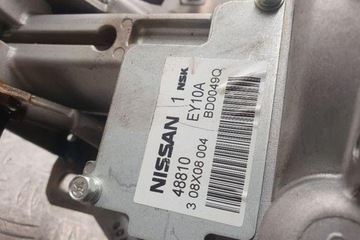 NISSAN 1 NSK
48810 EY10A
3 08X08 004 BD0049Q